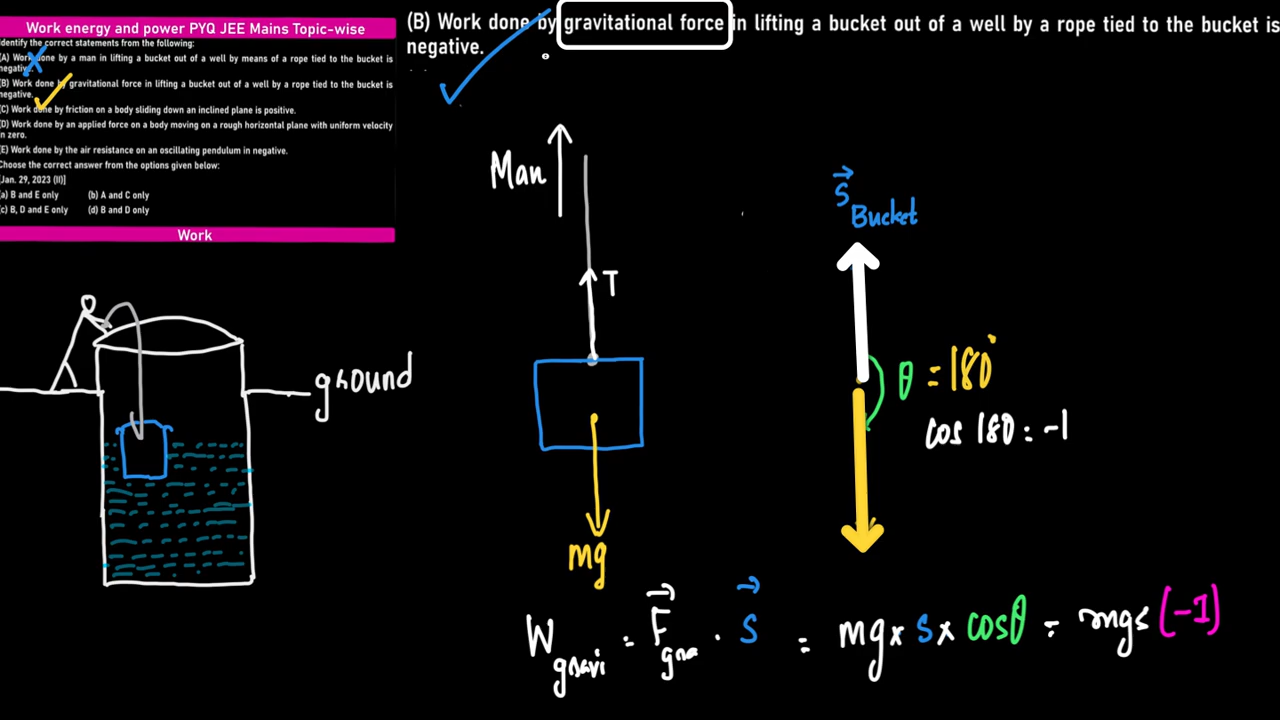 Work energy and power PYQ JEE Mains Topic-wise
Identify the correct statements from the following:
(A) Work done by a man in lifting a bucket out of a well by means of a rope tied to the bucket is
negative.
(B) Work done by gravitational force in lifting a bucket out of a well by a rope tied to the bucket is
negative.
(C) Work done by friction on a body sliding down an inclined plane is positive.
(D) Work done by an applied force on a body moving on a rough horizontal plane with uniform velocity
in zero.
(E) Work done by the air resistance on an oscillating pendulum in negative.
Choose the correct answer from the options given below:
[Jan. 29, 2023 (II)]
(a) B and E only (b) A and C only
(c) B, D and E only (d) B and D only
Work
(B) Work done by gravitational force in lifting a bucket out of a well by a rope tied to the bucket is
negative.
Man
T
mg
ground
S Bucket
θ = 180°
cos 180 = -1
W gravi = F gra . S = mg x s x cosθ = mgs (-1)